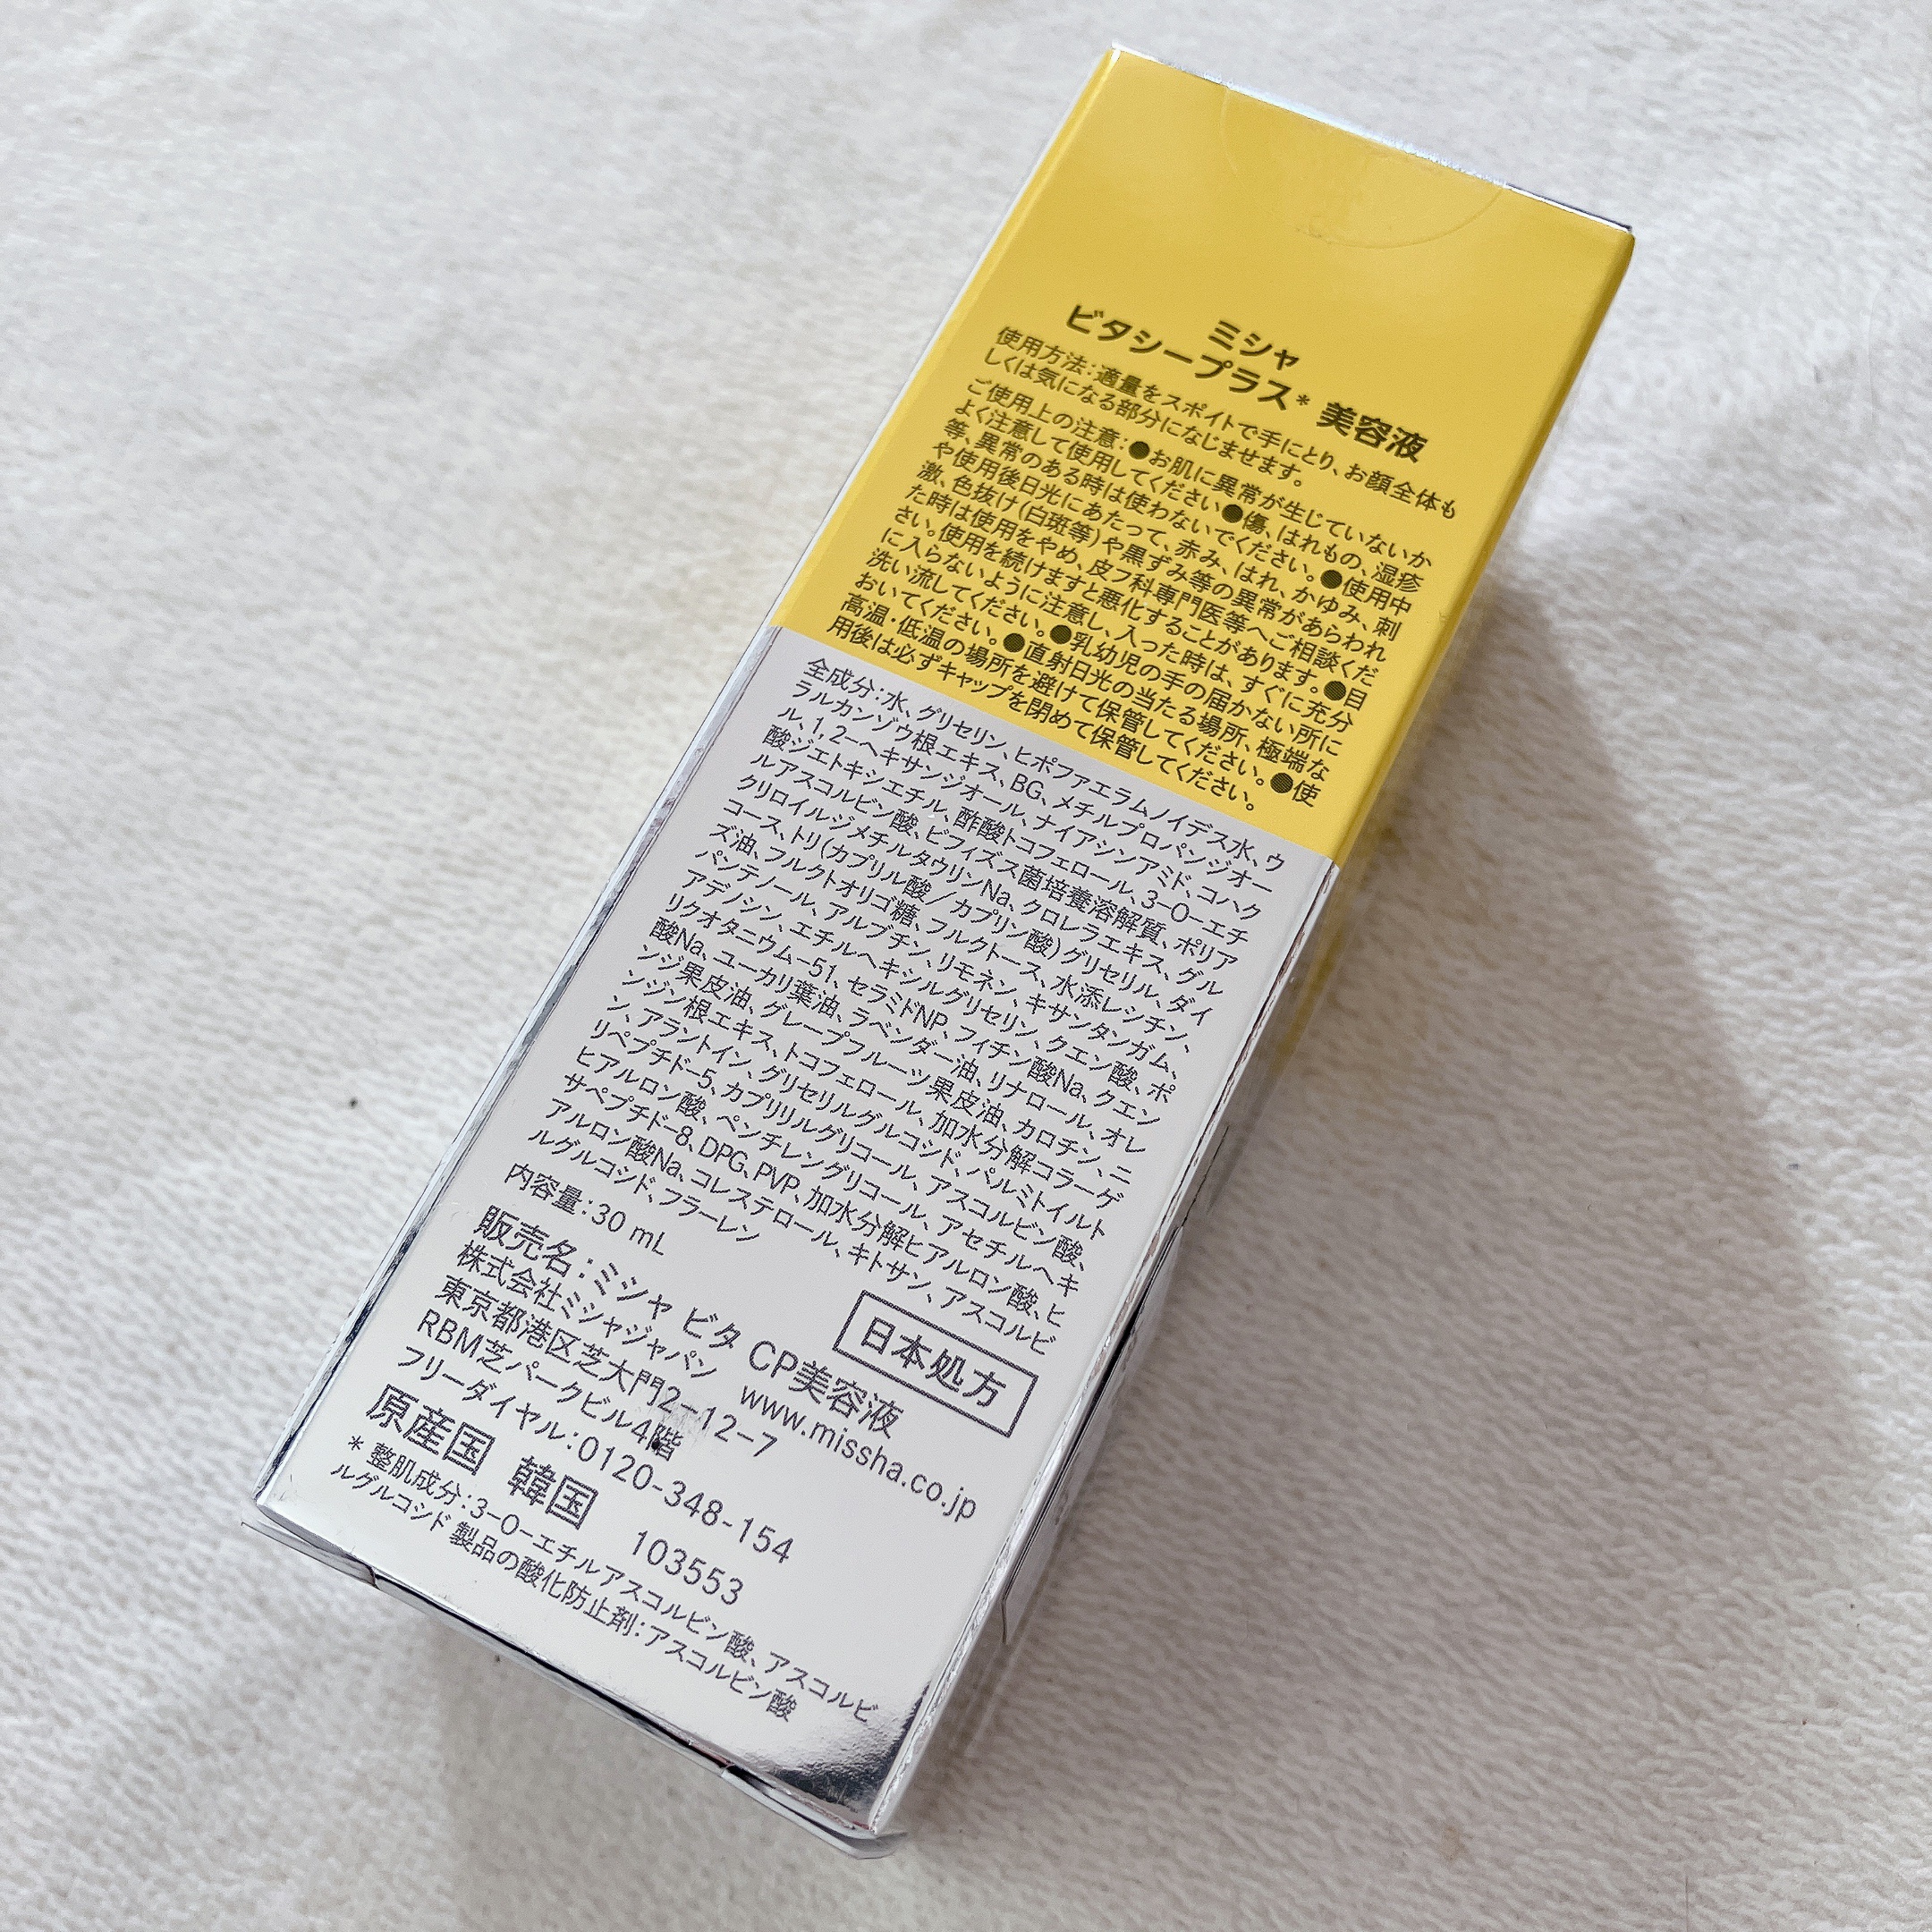 ミシャ
ビタシープラス* 美容液
使用方法:適量をスポイトで手にとり、お顔全体も
しくは気になる部分になじませます。
ご使用上の注意:●お肌に異常が生じていないか
よく注意して使用してください●傷、はれもの、湿疹
等、異常のある時は使わないでください。●使用中
や使用後日光にあたって、赤み、はれ、かゆみ、刺
激、色抜け(白斑等)や黒ずみ等の異常があらわれ
た時は使用をやめ、皮フ科専門医等へご相談くだ
さい。使用を続けますと悪化することがあります。●目
に入らないように注意し、入った時は、すぐに充分
洗い流してください。●乳幼児の手の届かない所に
おいてください。●直射日光の当たる場所、極端な
高温・低温の場所を避けて保管してください。●使
用後は必ずキャップを閉めて保管してください。
全成分:水、グリセリン、ヒポファエラムノイデス水、ウ
ラルカンゾウ根エキス、BG、メチルプロパンジオー
ル、1,2-ヘキサンジオール、ナイアシンアミド、コハク
酸ジエトキシエチル、酢酸トコフェロール、3-O-エチ
ルアスコルビン酸、ビフィズス菌培養溶解質、ポリア
クリロイルジメチルタウリンNa、クロレラエキス、グル
コース、トリ(カプリル酸/カプリン酸)グリセリル、ダイ
ズ油、フルクトオリゴ糖、フルクトース、水添レシチン、
パンテノール、アルブチン、リモネン、キサンタンガム、
アデノシン、エチルヘキシルグリセリン、クエン酸、ポ
リクオタニウム-51、セラミドNP、フィチン酸Na、クエン
酸Na、ユーカリ葉油、ラベンダー油、リナロール、オレ
ンジ果皮油、グレープフルーツ果皮油、カロチン、ニ
ンジン根エキス、トコフェロール、加水分解コラーゲ
ン、アラントイン、グリセリルグルコシド、パルミトイルト
リペプチド-5、カプリリルグリコール、アスコルビン酸、
ヒアルロン酸、ペンチレングリコール、アセチルヘキ
サペプチド-8、DPG、PVP、加水分解ヒアルロン酸、ヒ
アルロン酸Na、コレステロール、キトサン、アスコルビ
ルグルコシド、フラーレン
内容量:30 mL
日本処方
販売名:ミシャ ビタ CP美容液
株式会社ミシャジャパン www.missha.co.jp
東京都港区芝大門2-12-7
RBM芝パークビル4階
フリーダイヤル:0120-348-154
原産国 韓国 103553
* 整肌成分:3-O-エチルアスコルビン酸、アスコルビ
ルグルコシド 製品の酸化防止剤:アスコルビン酸